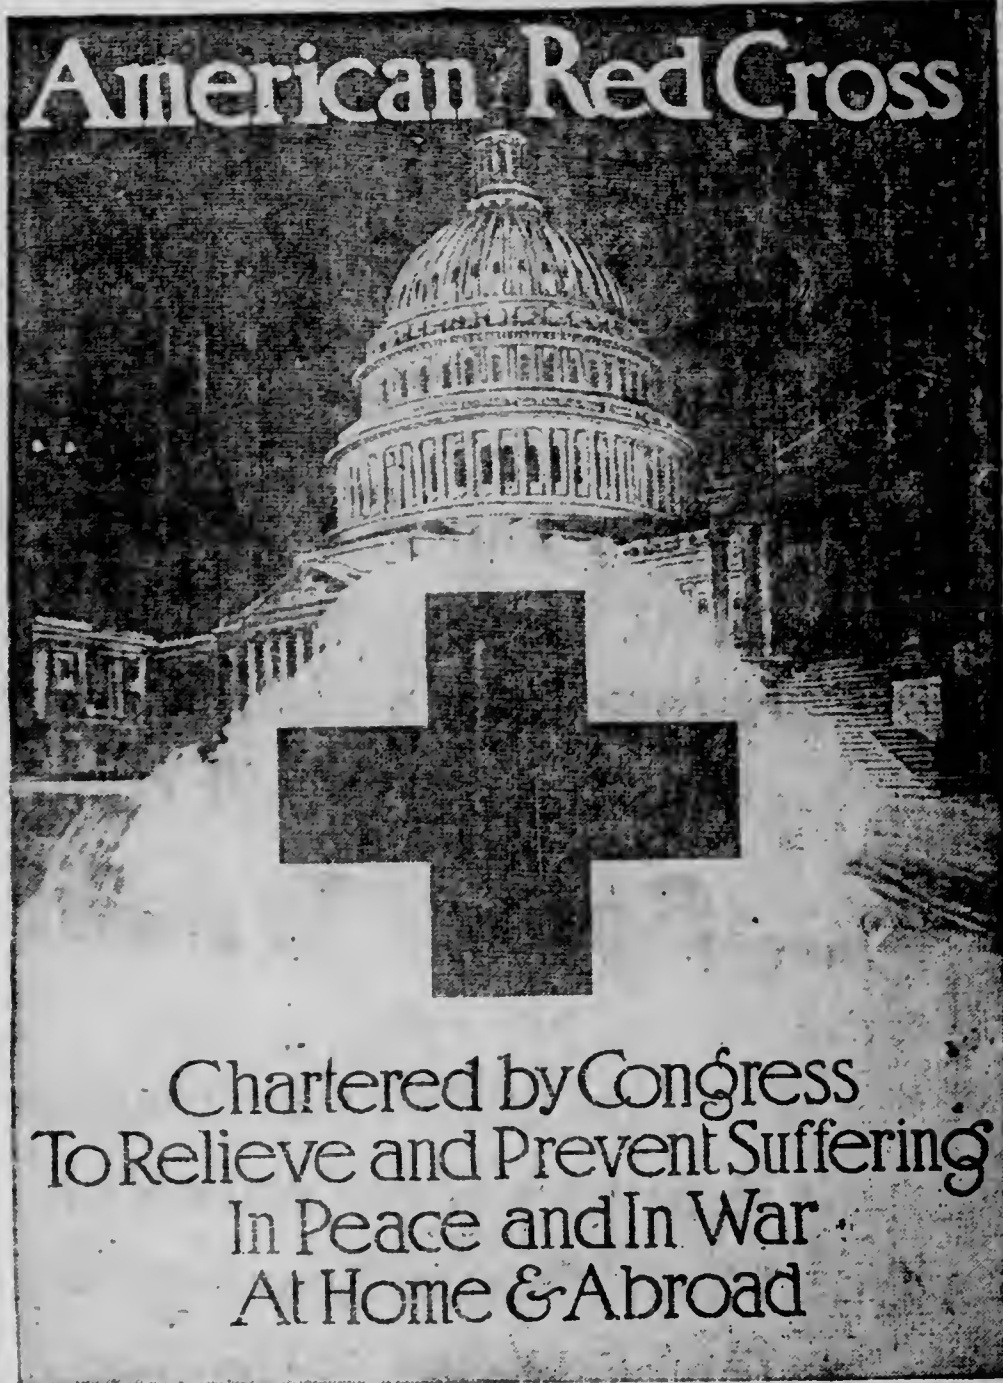 American Red Cross
Chartered by Congress
To Relieve and Prevent Suffering
In Peace and In War
At Home & Abroad